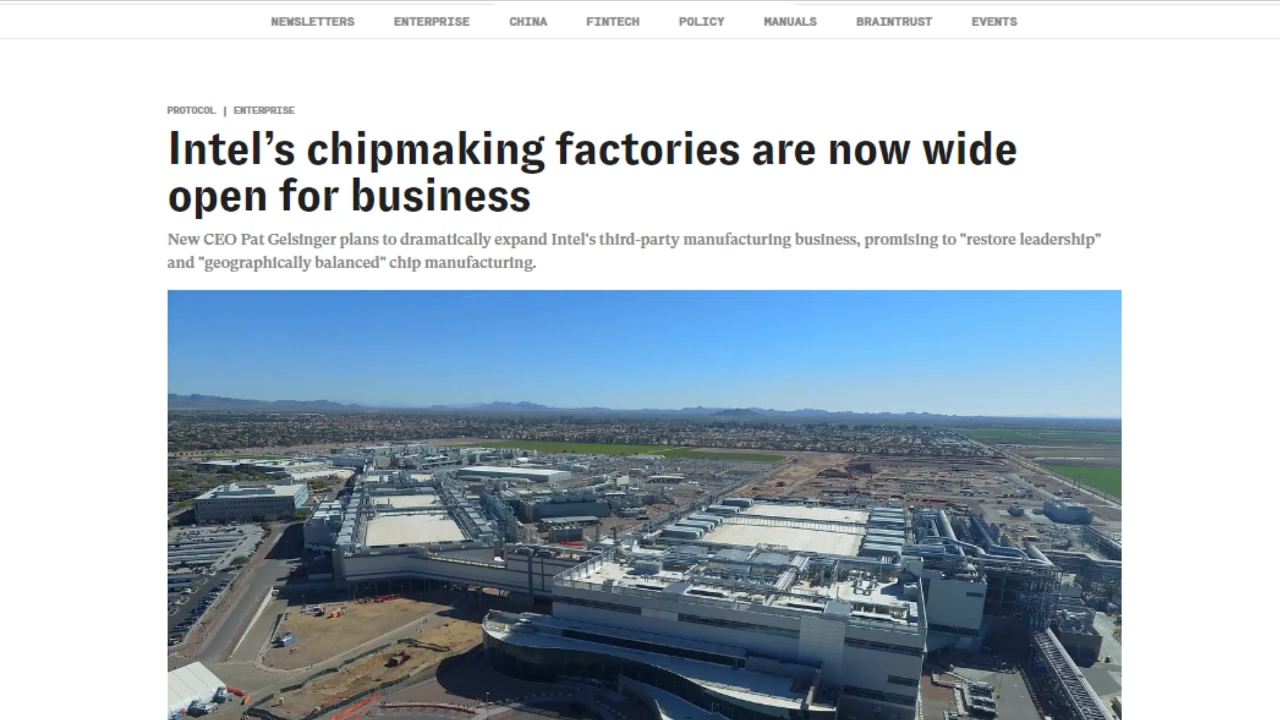 NEWSLETTERS ENTERPRISE CHINA FINTECH POLICY MANUALS BRAINTRUST EVENTS
PROTOCOL | ENTERPRISE
Intel’s chipmaking factories are now wide
open for business
New CEO Pat Gelsinger plans to dramatically expand Intel's third-party manufacturing business, promising to "restore leadership"
and "geographically balanced" chip manufacturing.